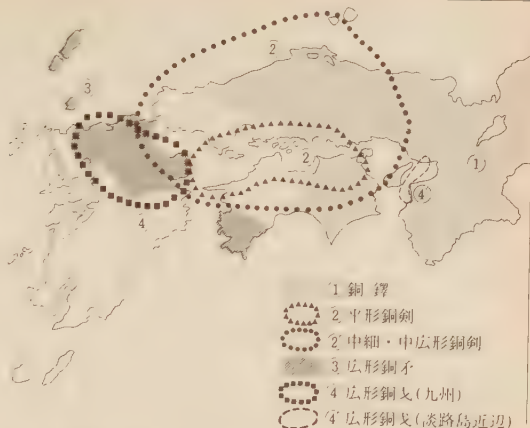 2
3
2
1
4
4
1 銅鐸
2 平形銅剣
2 中細・中広形銅剣
3 広形銅矛
4 広形銅戈(九州)
4 広形銅戈(淡路島近辺)